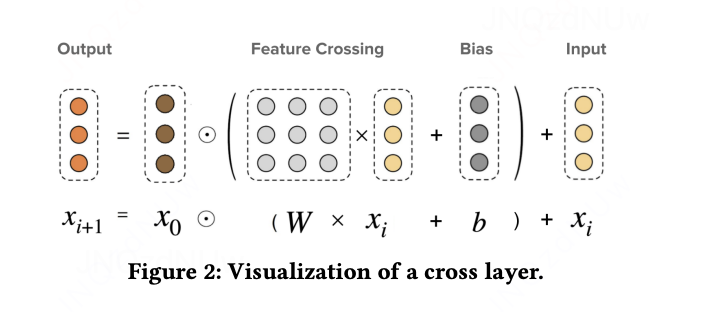 Output Feature Crossing Bias Input
= ⊙ ( × + ) +
x_{i+1} = x_0 ⊙ ( W × x_i + b ) + x_i
Figure 2: Visualization of a cross layer.